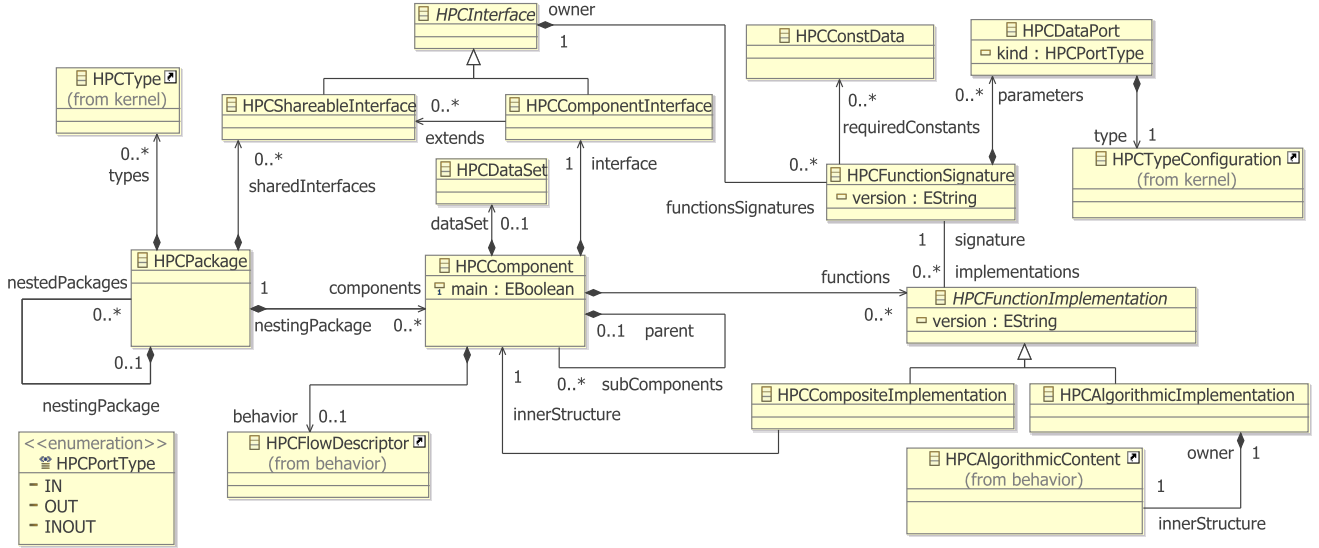 HPCInterface
owner
1
HPCConstData
HPCDataPort
kind : HPCPortType
HPCType
(from kernel)
HPCShareableInterface
0..*
extends
HPCComponentInterface
0..*
requiredConstants
0..*
parameters
type
1
HPCTypeConfiguration
(from kernel)
0..*
types
0..*
sharedInterfaces
HPCDataSet
1
interface
0..*
functionsSignatures
HPCFunctionSignature
version : EString
dataSet
0..1
1
signature
HPCPackage
HPCComponent
main : EBoolean
nestedPackages
0..*
0..1
nestingPackage
1
nestingPackage
components
0..*
functions
0..*
0..*
implementations
HPCFunctionImplementation
version : EString
0..1
parent
0..*
subComponents
1
innerStructure
HPCCompositeImplementation
HPCAlgorithmicImplementation
behavior
0..1
HPCFlowDescriptor
(from behavior)
<<enumeration>>
HPCPortType
IN
OUT
INOUT
owner
1
HPCAlgorithmicContent
(from behavior)
1
innerStructure